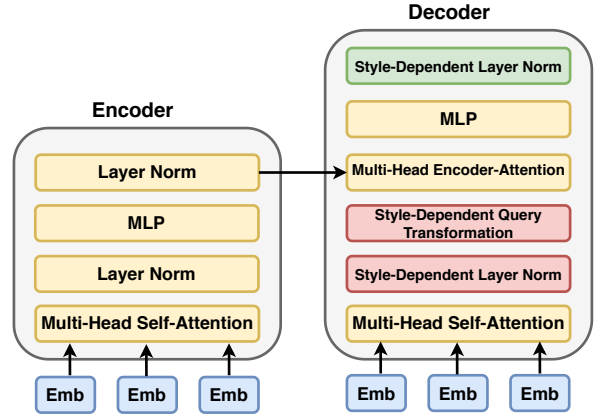 Encoder
Layer Norm
MLP
Layer Norm
Multi-Head Self-Attention
Emb
Emb
Emb
Decoder
Style-Dependent Layer Norm
MLP
Multi-Head Encoder-Attention
Style-Dependent Query
Transformation
Style-Dependent Layer Norm
Multi-Head Self-Attention
Emb
Emb
Emb